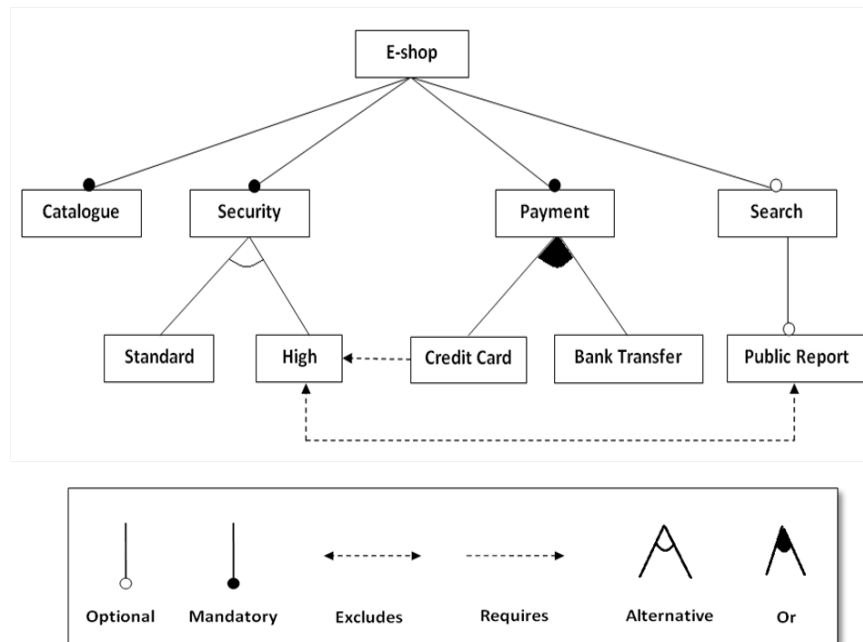 E-shop
Catalogue Security Payment Search
Standard High Credit Card Bank Transfer Public Report
Optional Mandatory Excludes Requires Alternative Or